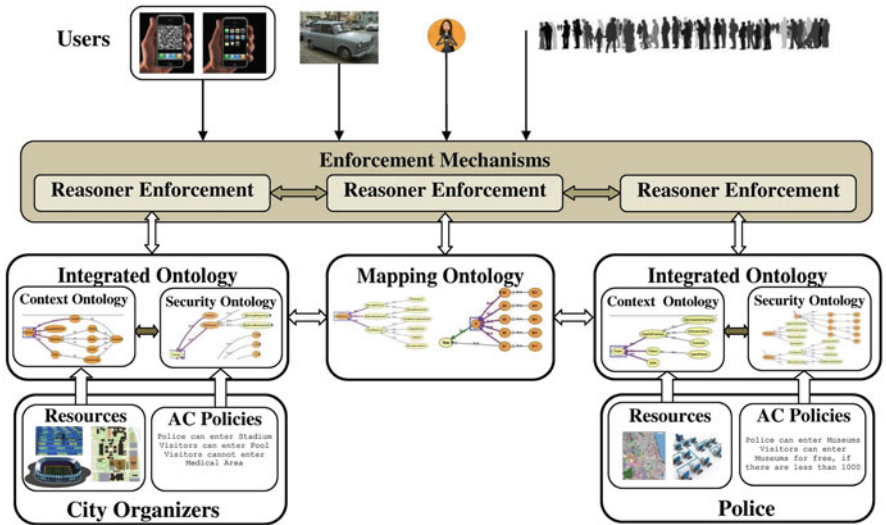 Users
Enforcement Mechanisms
Reasoner Enforcement
Reasoner Enforcement
Reasoner Enforcement
Integrated Ontology
Context Ontology
Security Ontology
Mapping Ontology
Integrated Ontology
Context Ontology
Security Ontology
Resources
AC Policies
Police can enter Stadium
Visitors can enter Pool
Visitors cannot enter
Medical Area
City Organizers
Resources
AC Policies
Police can enter Museums
Visitors can enter
Museums for free, if
there are less than 1000
Police